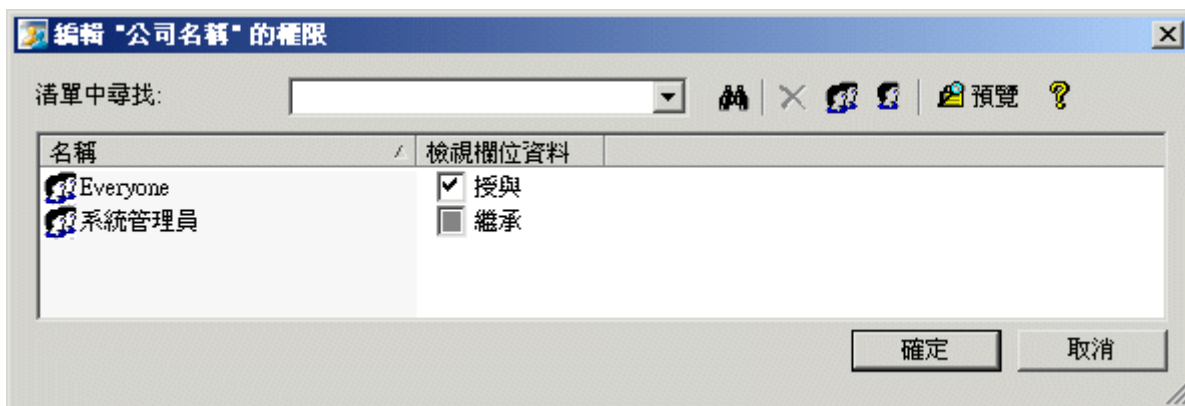 編輯 "公司名稱" 的權限
清單中尋找: 預覽
名稱 檢視欄位資料
Everyone 授與
系統管理員 繼承
確定 取消